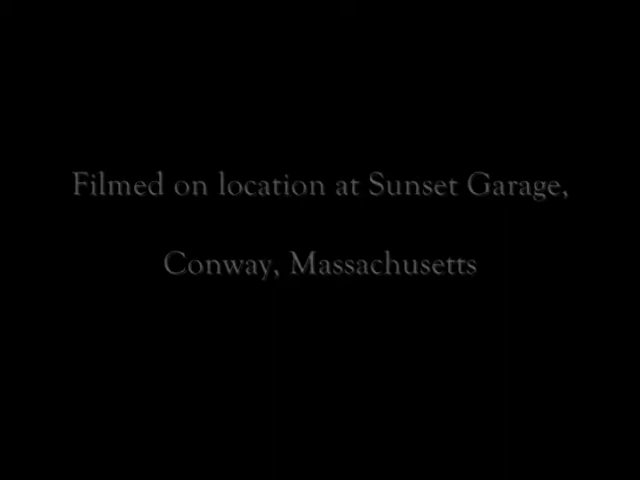 Filmed on location at Sunset Garage,
Conway, Massachusetts